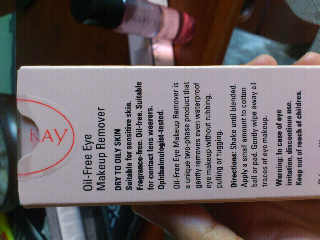 RAY
Oil-Free Eye
Makeup Remover
DRY TO OILY SKIN
Suitable for sensitive skin.
Fragrance-free. Oil-free. Suitable
for contact lens wearers.
Ophthalmologist-tested.
Oil-Free Eye Makeup Remover is
a unique two-phase product that
gently removes even waterproof
eye makeup without rubbing,
pulling or tugging.
Directions: Shake until blended.
Apply a small amount to cotton
ball or pad. Gently wipe away all
traces of eye makeup.
Warning: In case of eye
irritation, discontinue use.
Keep out of reach of children.